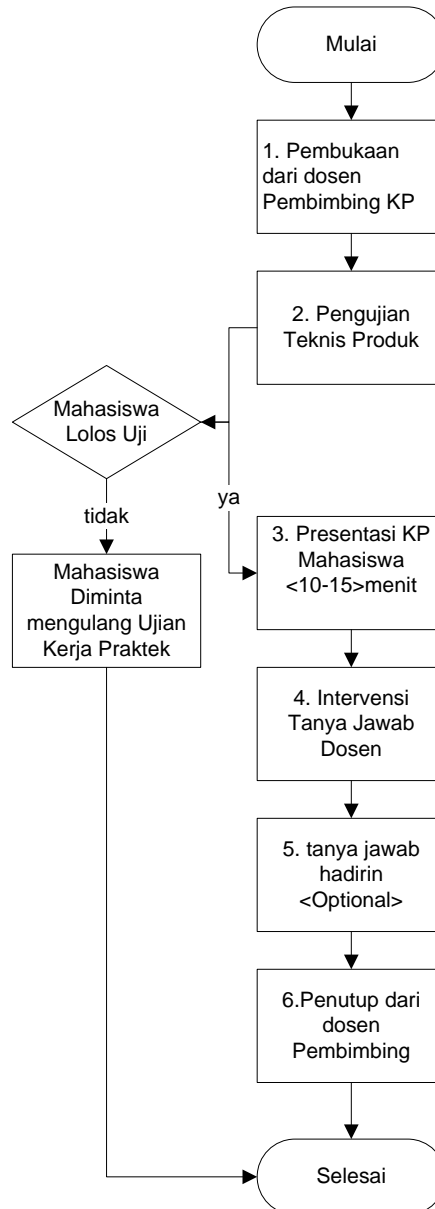 Mulai
1. Pembukaan
dari dosen
Pembimbing KP
2. Pengujian
Teknis Produk
Mahasiswa
Lolos Uji
ya
tidak
3. Presentasi KP
Mahasiswa
<10-15>menit
Mahasiswa
Diminta
mengulang Ujian
Kerja Praktek
4. Intervensi
Tanya Jawab
Dosen
5. tanya jawab
hadirin
<Optional>
6.Penutup dari
dosen
Pembimbing
Selesai